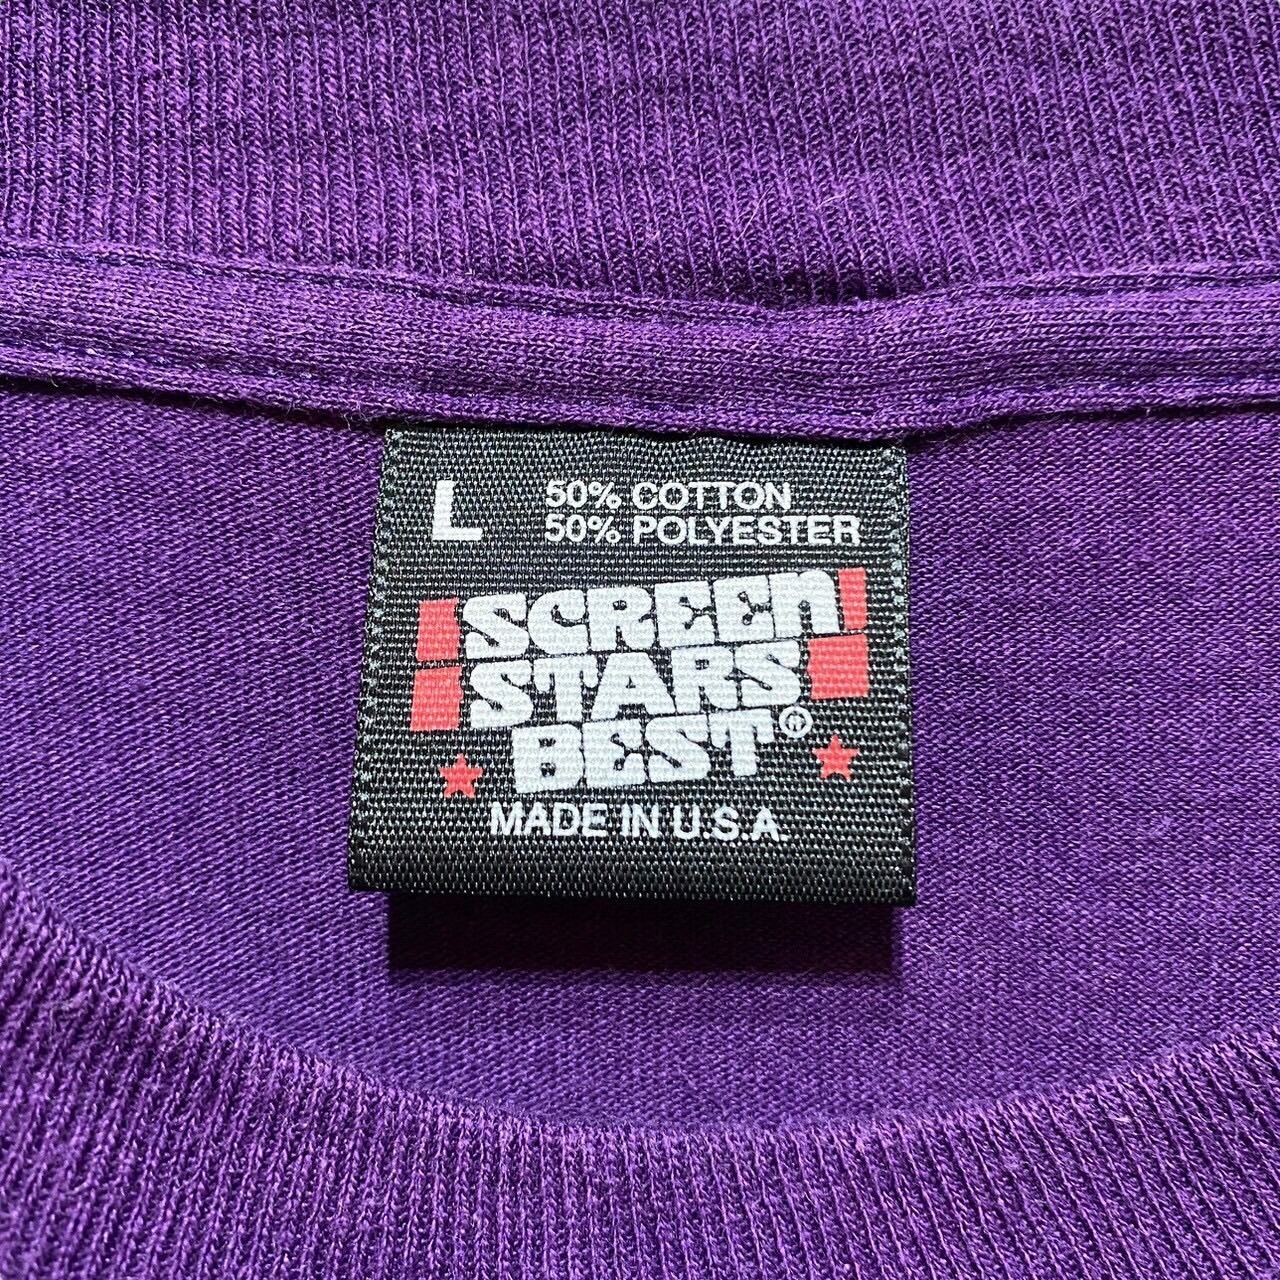 L 50% COTTON
50% POLYESTER
SCREEN
STARS
BEST®
MADE IN U.S.A.